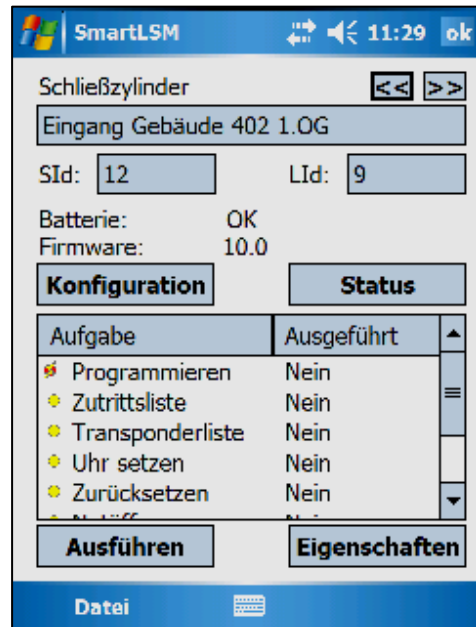 SmartLSM 11:29 ok
Schließzylinder << >>
Eingang Gebäude 402 1.OG
SId: 12 LId: 9
Batterie: OK
Firmware: 10.0
Konfiguration Status
Aufgabe Ausgeführt
Programmieren Nein
Zutrittsliste Nein
Transponderliste Nein
Uhr setzen Nein
Zurücksetzen Nein
Ausführen Eigenschaften
Datei